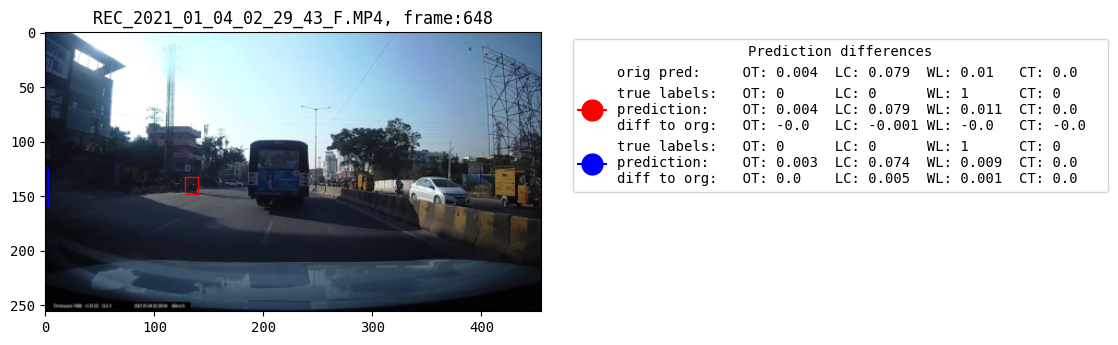 REC_2021_01_04_02_29_43_F.MP4, frame:648
0
50
100
150
200
250
0 100 200 300 400
Prediction differences
orig pred: OT: 0.004 LC: 0.079 WL: 0.01 CT: 0.0
true labels: OT: 0 LC: 0 WL: 1 CT: 0
prediction: OT: 0.004 LC: 0.079 WL: 0.011 CT: 0.0
diff to org: OT: -0.0 LC: -0.001 WL: -0.0 CT: -0.0
true labels: OT: 0 LC: 0 WL: 1 CT: 0
prediction: OT: 0.003 LC: 0.074 WL: 0.009 CT: 0.0
diff to org: OT: 0.0 LC: 0.005 WL: 0.001 CT: 0.0